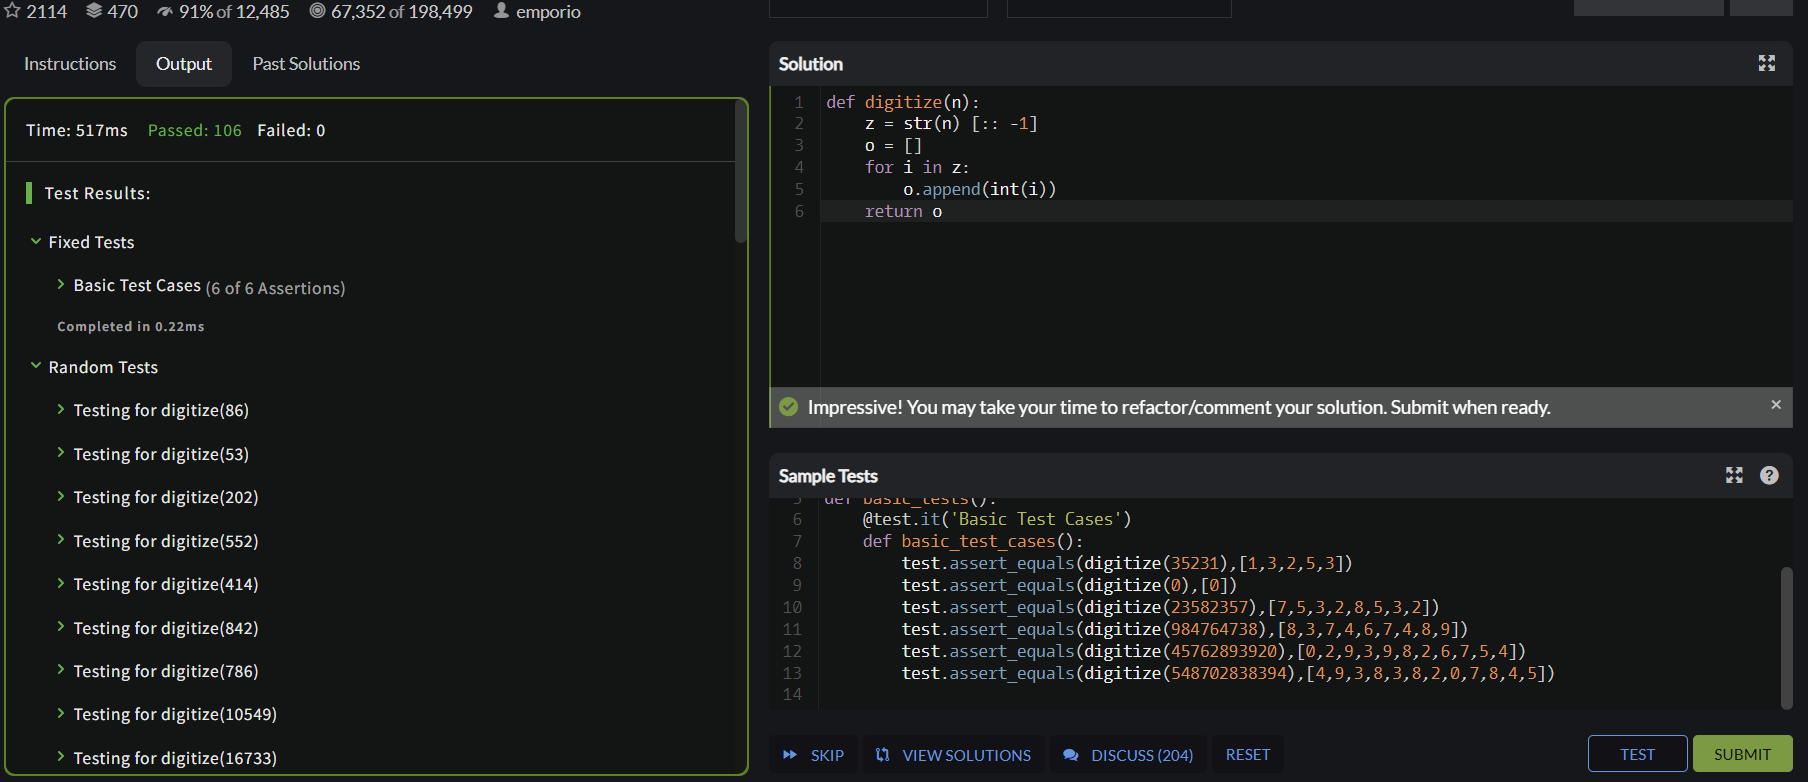 2114 470 91% of 12,485 67,352 of 198,499 emporio
Instructions Output Past Solutions
Time: 517ms Passed: 106 Failed: 0
Test Results:
Fixed Tests
Basic Test Cases (6 of 6 Assertions)
Completed in 0.22ms
Random Tests
Testing for digitize(86)
Testing for digitize(53)
Testing for digitize(202)
Testing for digitize(552)
Testing for digitize(414)
Testing for digitize(842)
Testing for digitize(786)
Testing for digitize(10549)
Testing for digitize(16733)
Solution
1 def digitize(n):
2     z = str(n) [:: -1]
3     o = []
4     for i in z:
5         o.append(int(i))
6     return o
Impressive! You may take your time to refactor/comment your solution. Submit when ready. ×
Sample Tests ?
5 def basic_tests():
6     @test.it('Basic Test Cases')
7     def basic_test_cases():
8         test.assert_equals(digitize(35231),[1,3,2,5,3])
9         test.assert_equals(digitize(0),[0])
10         test.assert_equals(digitize(23582357),[7,5,3,2,8,5,3,2])
11         test.assert_equals(digitize(984764738),[8,3,7,4,6,7,4,8,9])
12         test.assert_equals(digitize(45762893920),[0,2,9,3,9,8,2,6,7,5,4])
13         test.assert_equals(digitize(548702838394),[4,9,3,8,3,8,2,0,7,8,4,5])
14
SKIP VIEW SOLUTIONS DISCUSS (204) RESET TEST SUBMIT